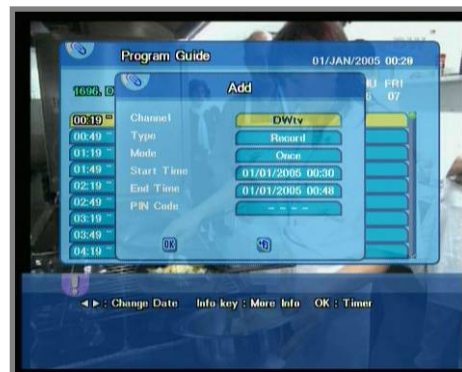 Program Guide
01/JAN/2005 00:29
1696. D
FRI
07
Add
00:19
00:49
01:19
01:49
02:19
02:49
03:19
03:49
04:19
Channel DWtv
Type Record
Mode Once
Start Time 01/01/2005 00:30
End Time 01/01/2005 00:48
PIN Code - - - -
OK
◄ ► : Change Date Info key : More Info OK : Timer